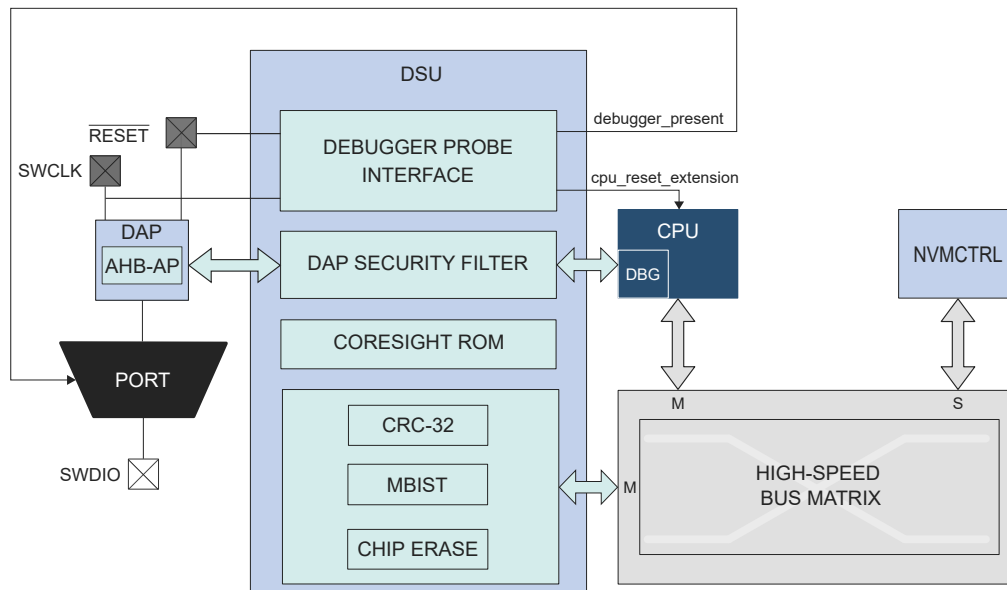 DSU
debugger_present
RESET
DEBUGGER PROBE
INTERFACE
SWCLK
cpu_reset_extension
DAP
CPU
AHB-AP
DAP SECURITY FILTER
DBG
NVMCTRL
CORESIGHT ROM
PORT
M
S
CRC-32
SWDIO
MBIST
M
HIGH-SPEED
BUS MATRIX
CHIP ERASE